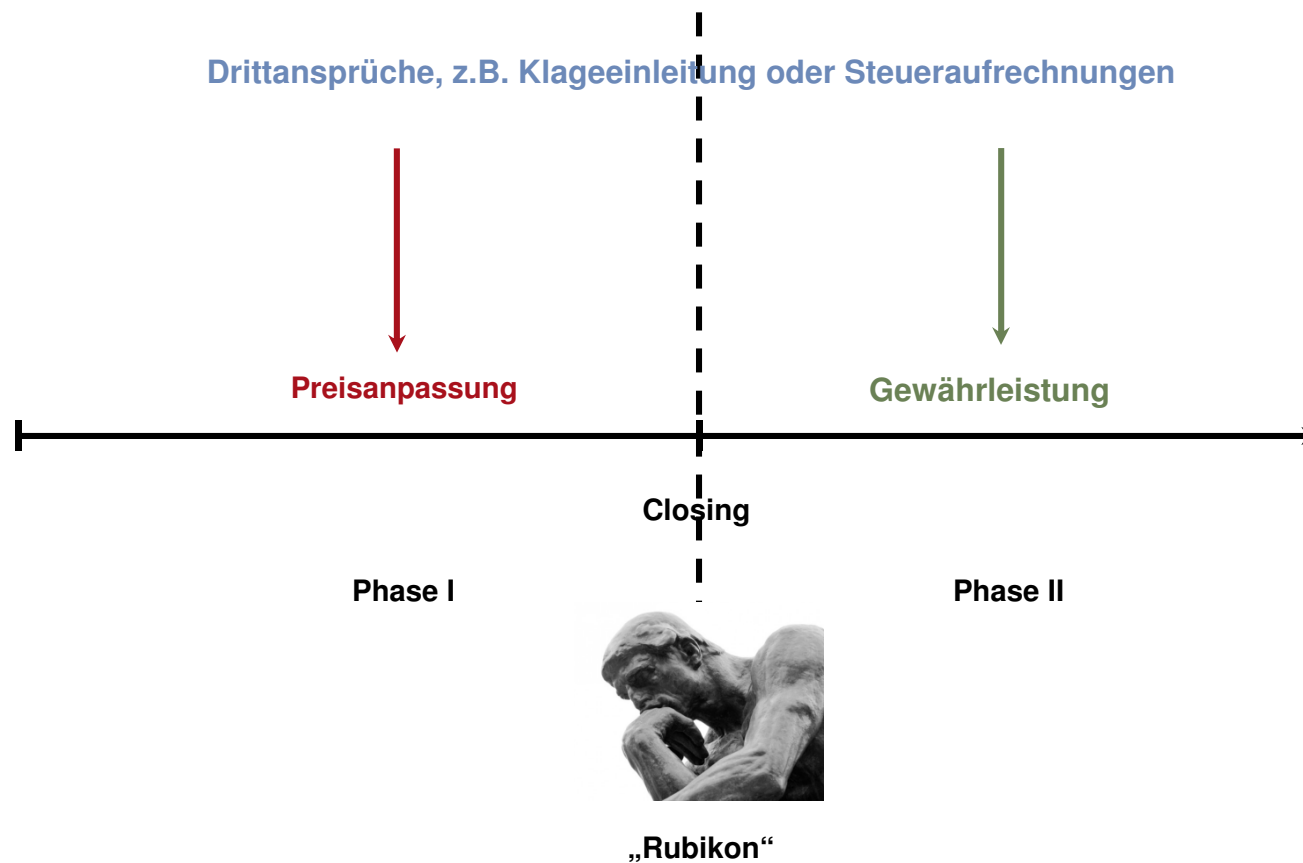 Drittansprüche, z.B. Klageeinleitung oder Steueraufrechnungen
Preisanpassung
Gewährleistung
Closing
Phase I
Phase II
„Rubikon“